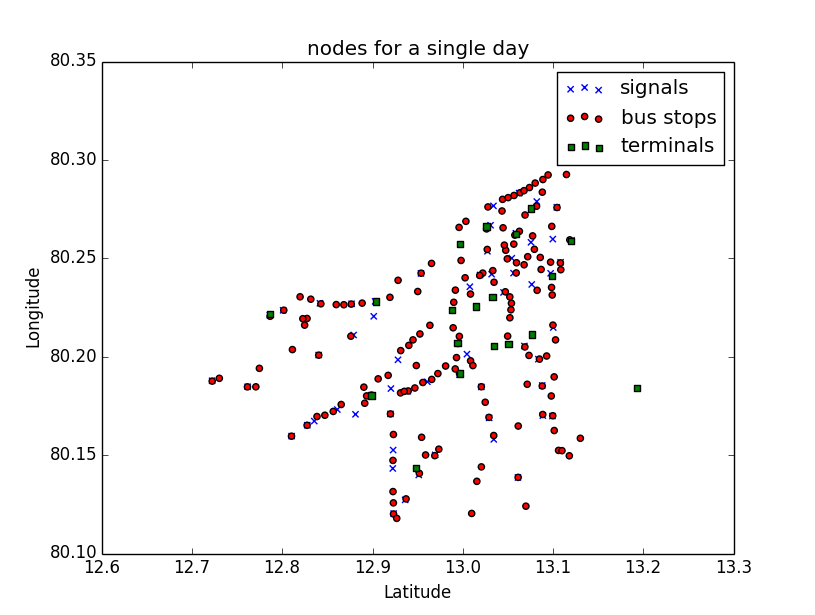 nodes for a single day
80.35
80.30
80.25
80.20
80.15
80.10
Longitude
signals
bus stops
terminals
12.6 12.7 12.8 12.9 13.0 13.1 13.2 13.3
Latitude